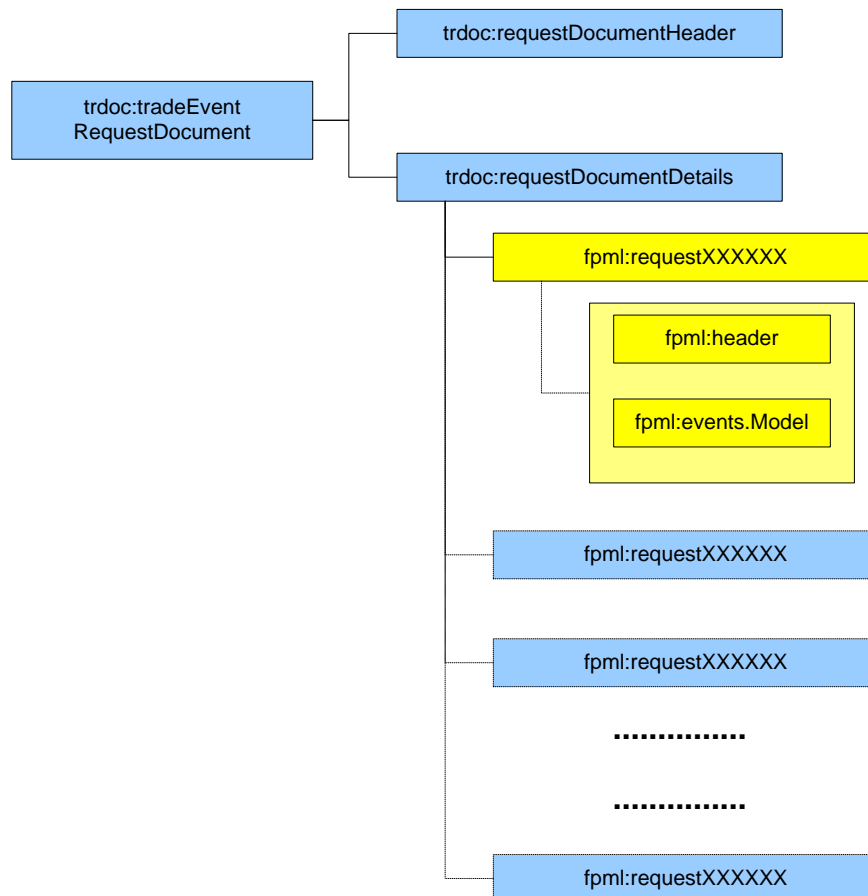 trdoc:requestDocumentHeader
trdoc:tradeEvent
RequestDocument
trdoc:requestDocumentDetails
fpml:requestXXXXXX
fpml:header
fpml:events.Model
fpml:requestXXXXXX
fpml:requestXXXXXX
...............
...............
fpml:requestXXXXXX